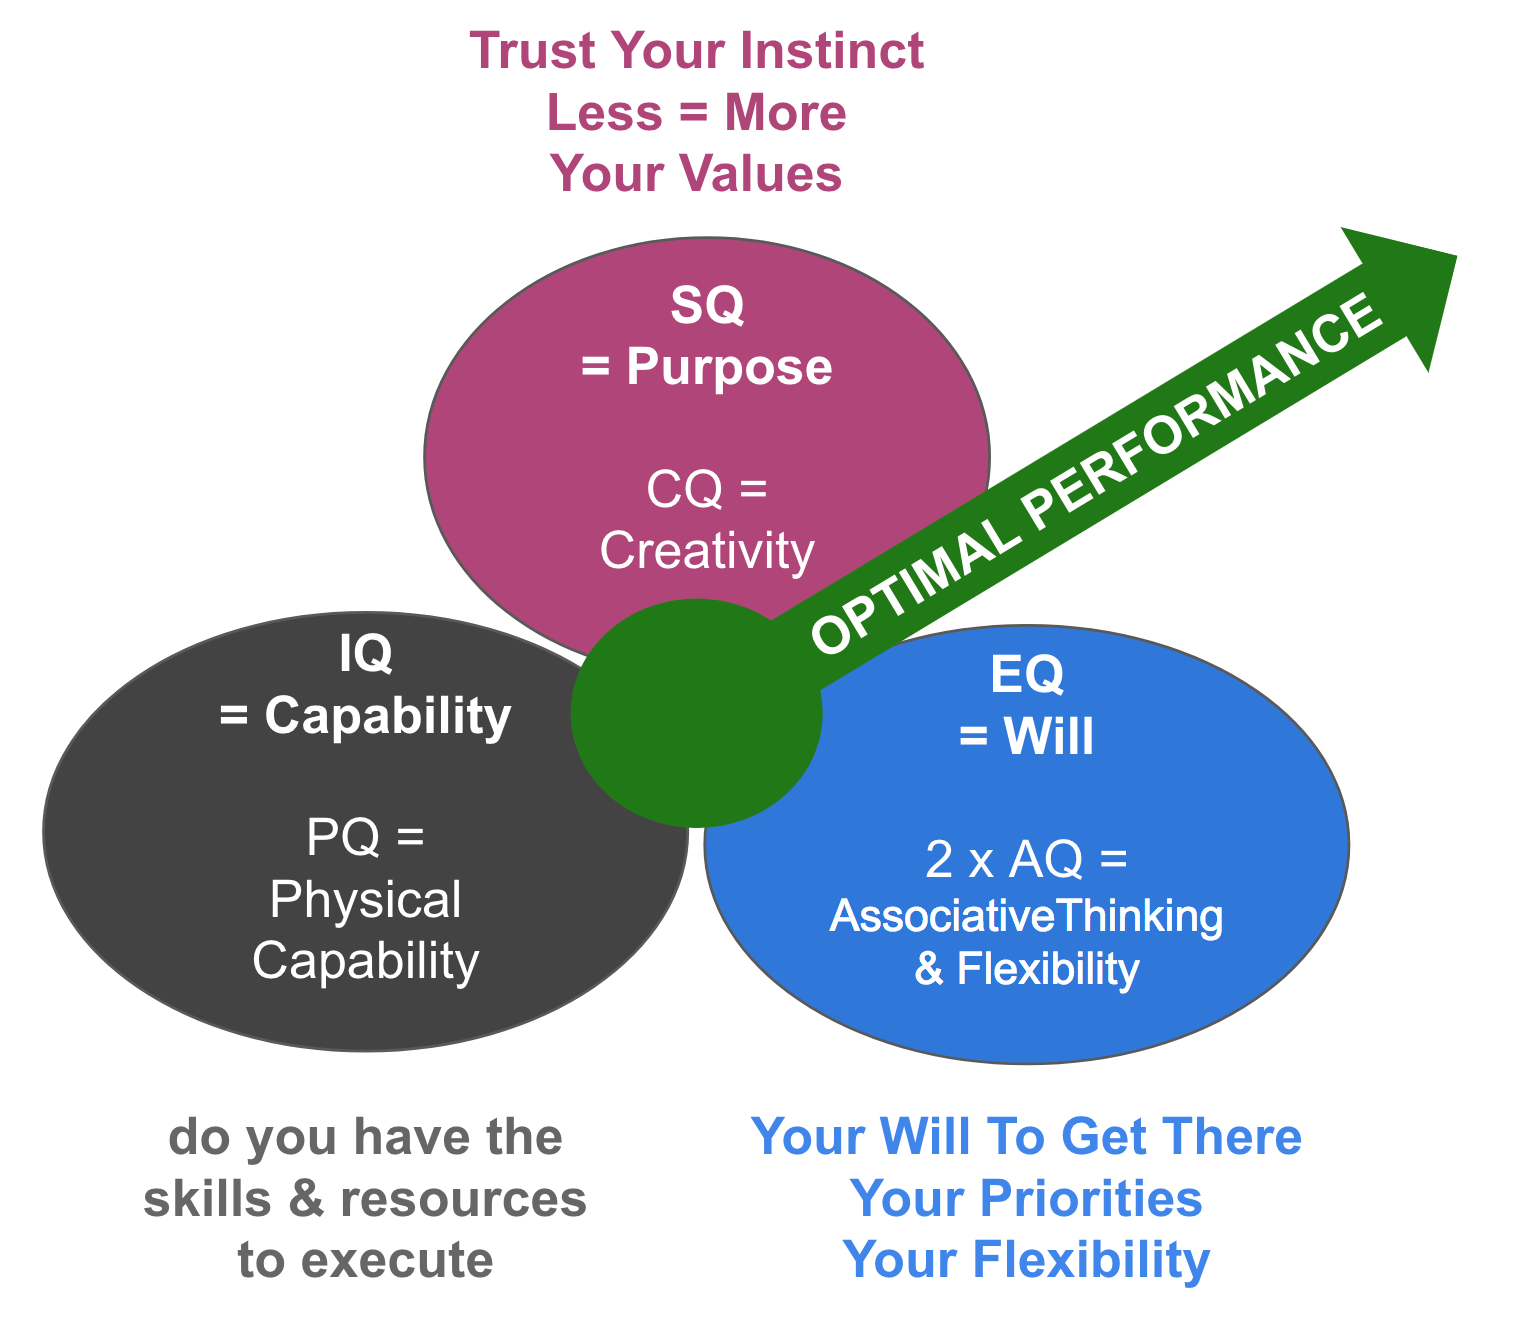 Trust Your Instinct
Less = More
Your Values
SQ
= Purpose
CQ =
Creativity
OPTIMAL PERFORMANCE
IQ
= Capability
PQ =
Physical
Capability
EQ
= Will
2 x AQ =
AssociativeThinking
& Flexibility
do you have the
skills & resources
to execute
Your Will To Get There
Your Priorities
Your Flexibility